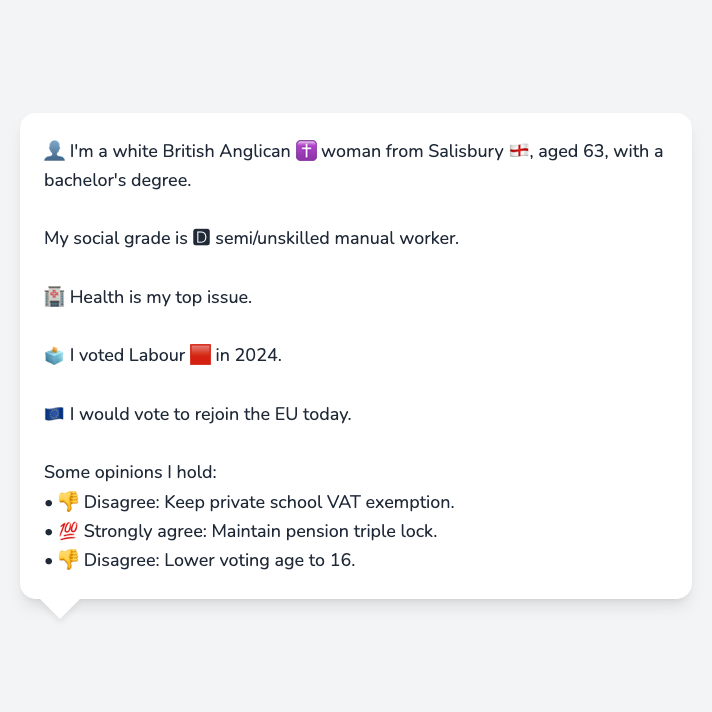 👤 I'm a white British Anglican ✝️ woman from Salisbury 🏴󠁧󠁢󠁥󠁮󠁧󠁿, aged 63, with a
bachelor's degree.
My social grade is 🅳 semi/unskilled manual worker.
🏥 Health is my top issue.
🗳️ I voted Labour 🟥 in 2024.
🇪🇺 I would vote to rejoin the EU today.
Some opinions I hold:
• 👎 Disagree: Keep private school VAT exemption.
• 💯 Strongly agree: Maintain pension triple lock.
• 👎 Disagree: Lower voting age to 16.